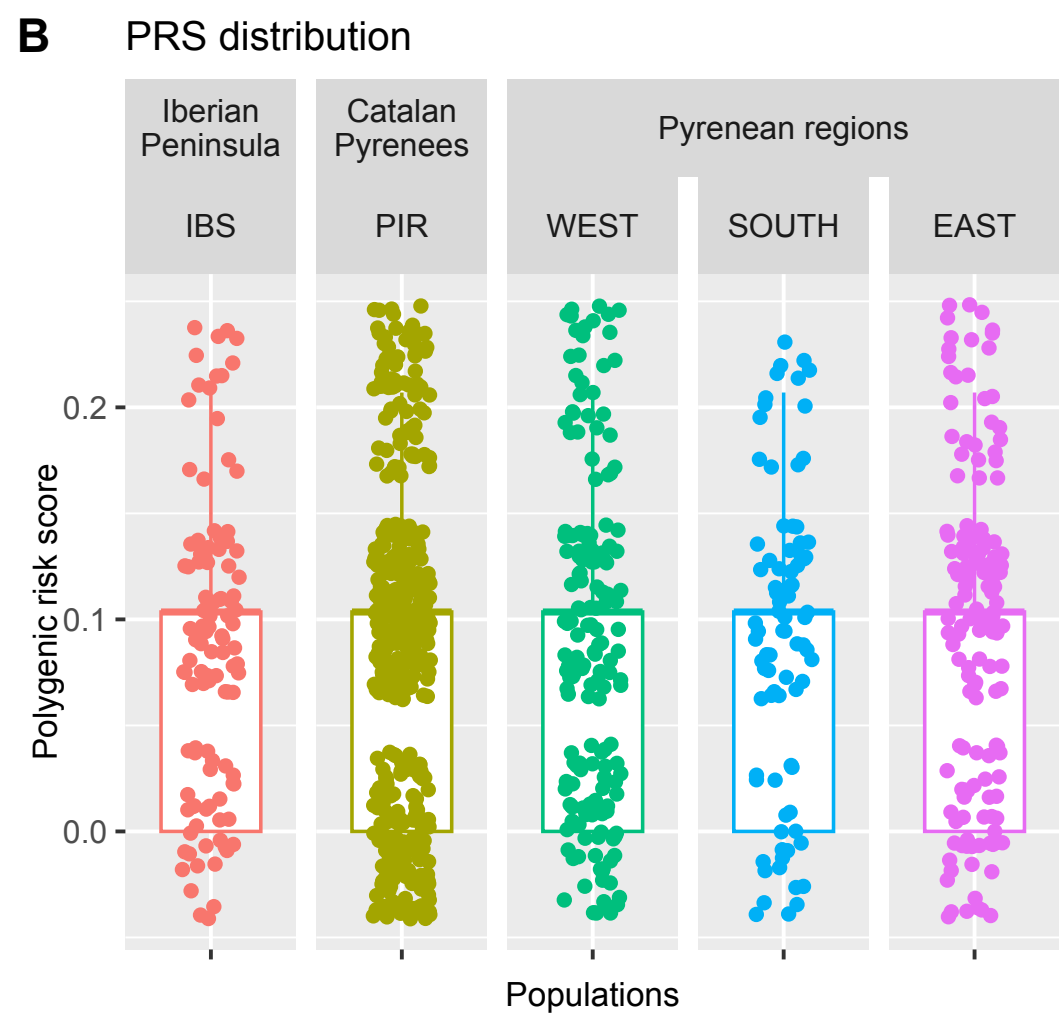 B PRS distribution
Iberian
Peninsula
Catalan
Pyrenees
Pyrenean regions
IBS
PIR
WEST
SOUTH
EAST
Polygenic risk score
0.2
0.1
0.0
Populations